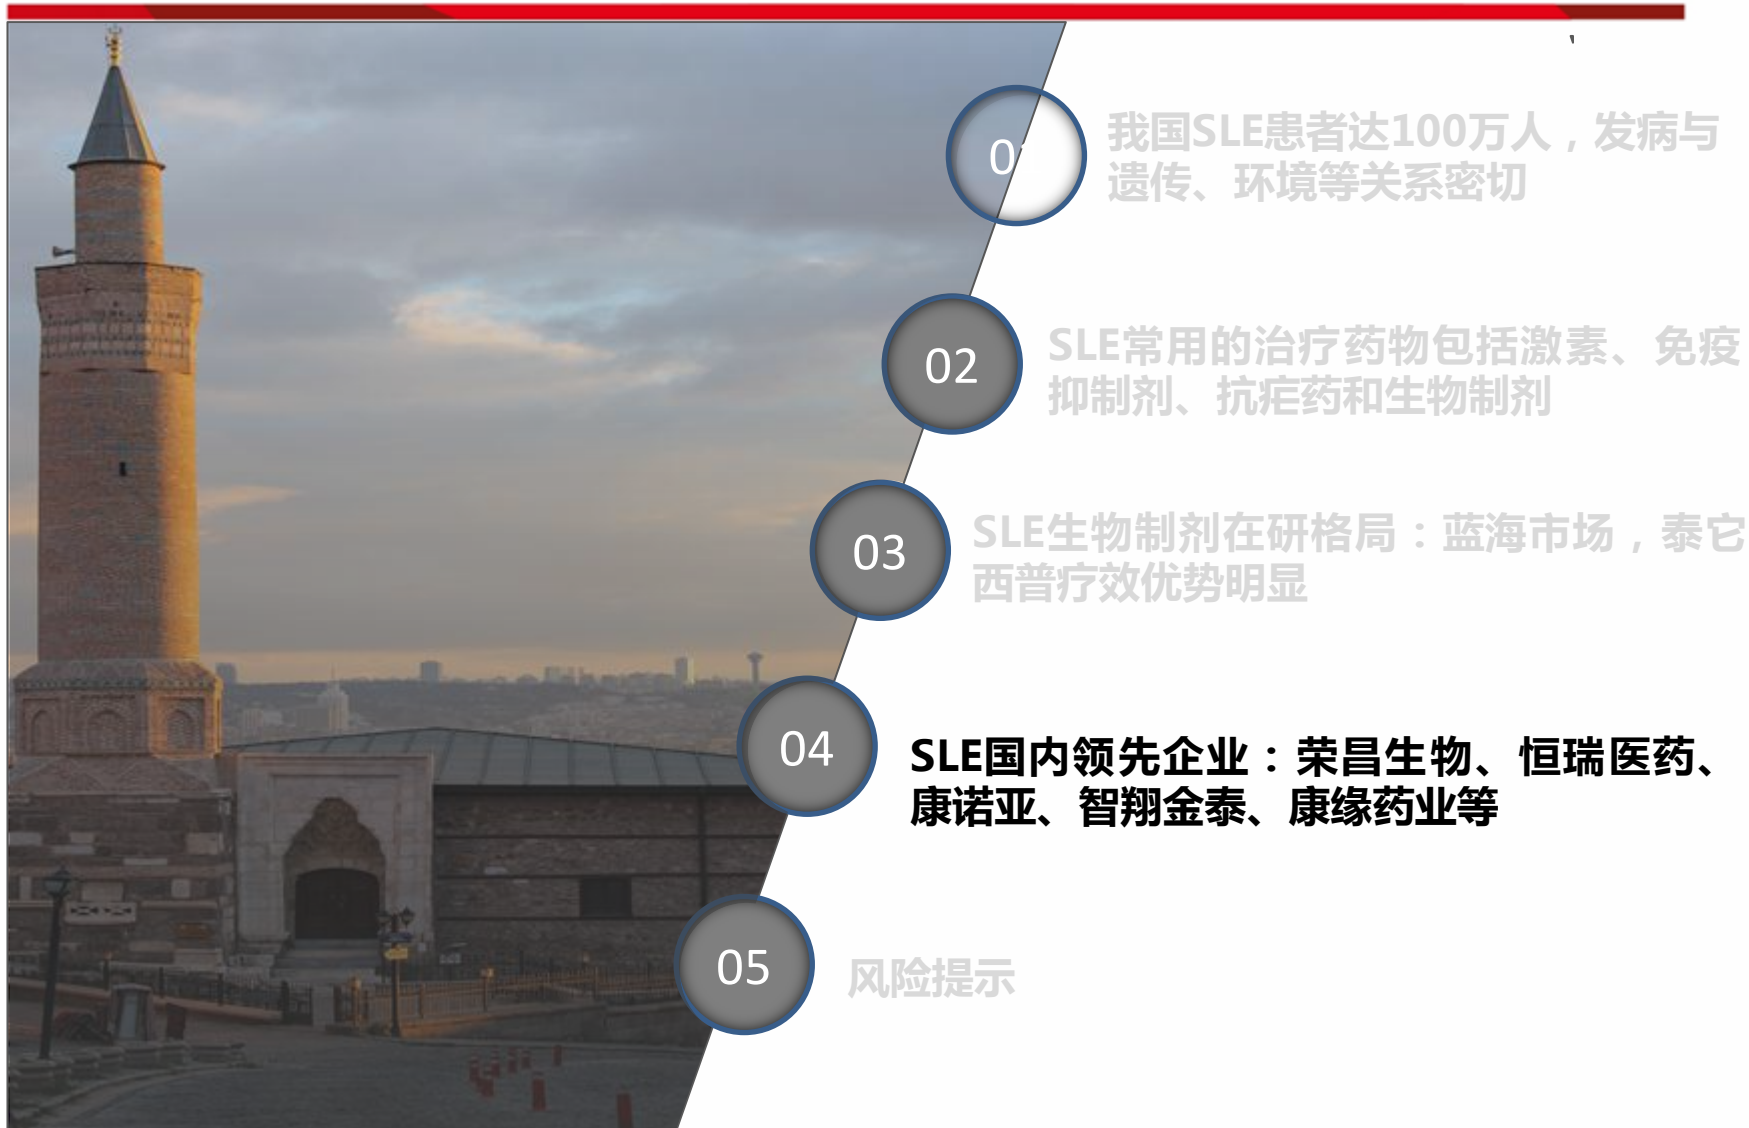 01
我国SLE患者达100万人，发病与
遗传、环境等关系密切
02
SLE常用的治疗药物包括激素、免疫
抑制剂、抗疟药和生物制剂
03
SLE生物制剂在研格局：蓝海市场，泰它
西普疗效优势明显
04
SLE国内领先企业：荣昌生物、恒瑞医药、
康诺亚、智翔金泰、康缘药业等
05
风险提示